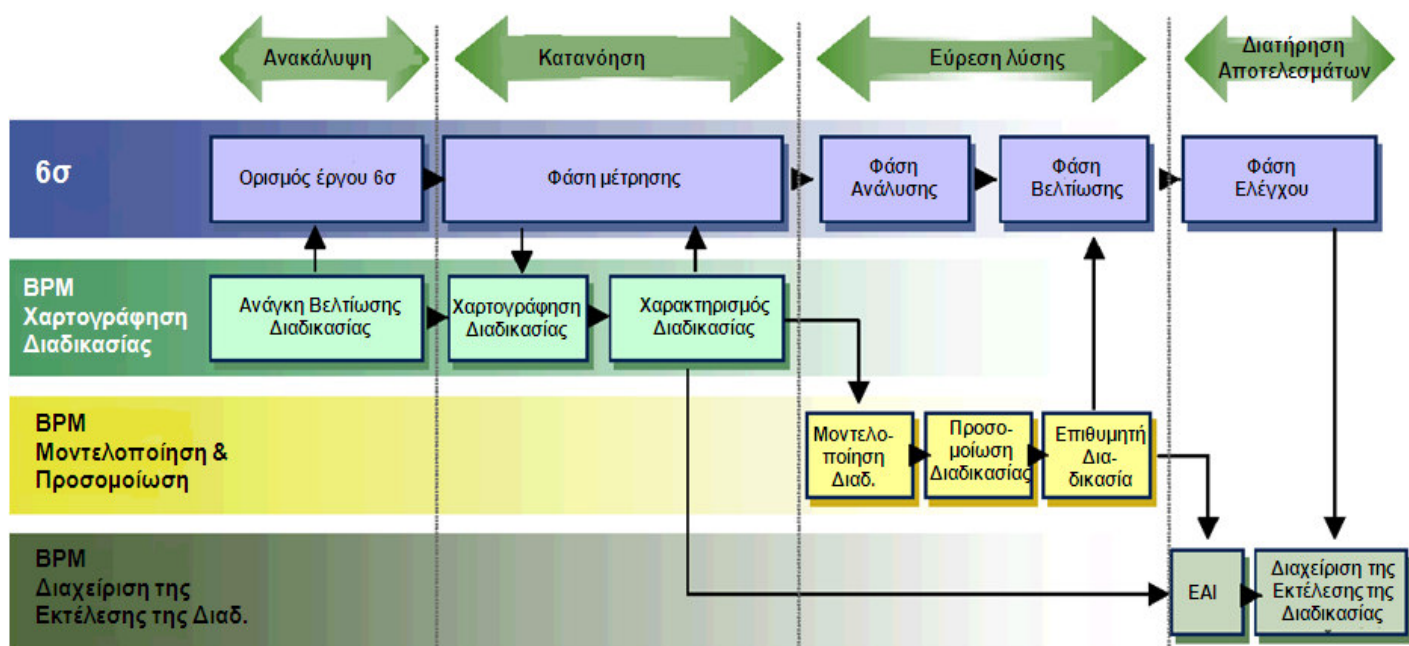 Ανακάλυψη
Κατανόηση
Εύρεση λύσης
Διατήρηση
Αποτελεσμάτων
6σ
Ορισμός έργου 6σ
Φάση μέτρησης
Φάση
Ανάλυσης
Φάση
Βελτίωσης
Φάση
Ελέγχου
BPM
Χαρτογράφηση
Διαδικασίας
Ανάγκη Βελτίωσης
Διαδικασίας
Χαρτογράφηση
Διαδικασίας
Χαρακτηρισμός
Διαδικασίας
BPM
Μοντελοποίηση &
Προσομοίωση
Μοντελο-
ποίηση
Διαδ.
Προσο-
μοίωση
Διαδικασίας
Επιθυμητή
Δια-
δικασία
BPM
Διαχείριση της
Εκτέλεσης της Διαδ.
EAI
Διαχείριση της
Εκτέλεσης της
Διαδικασίας